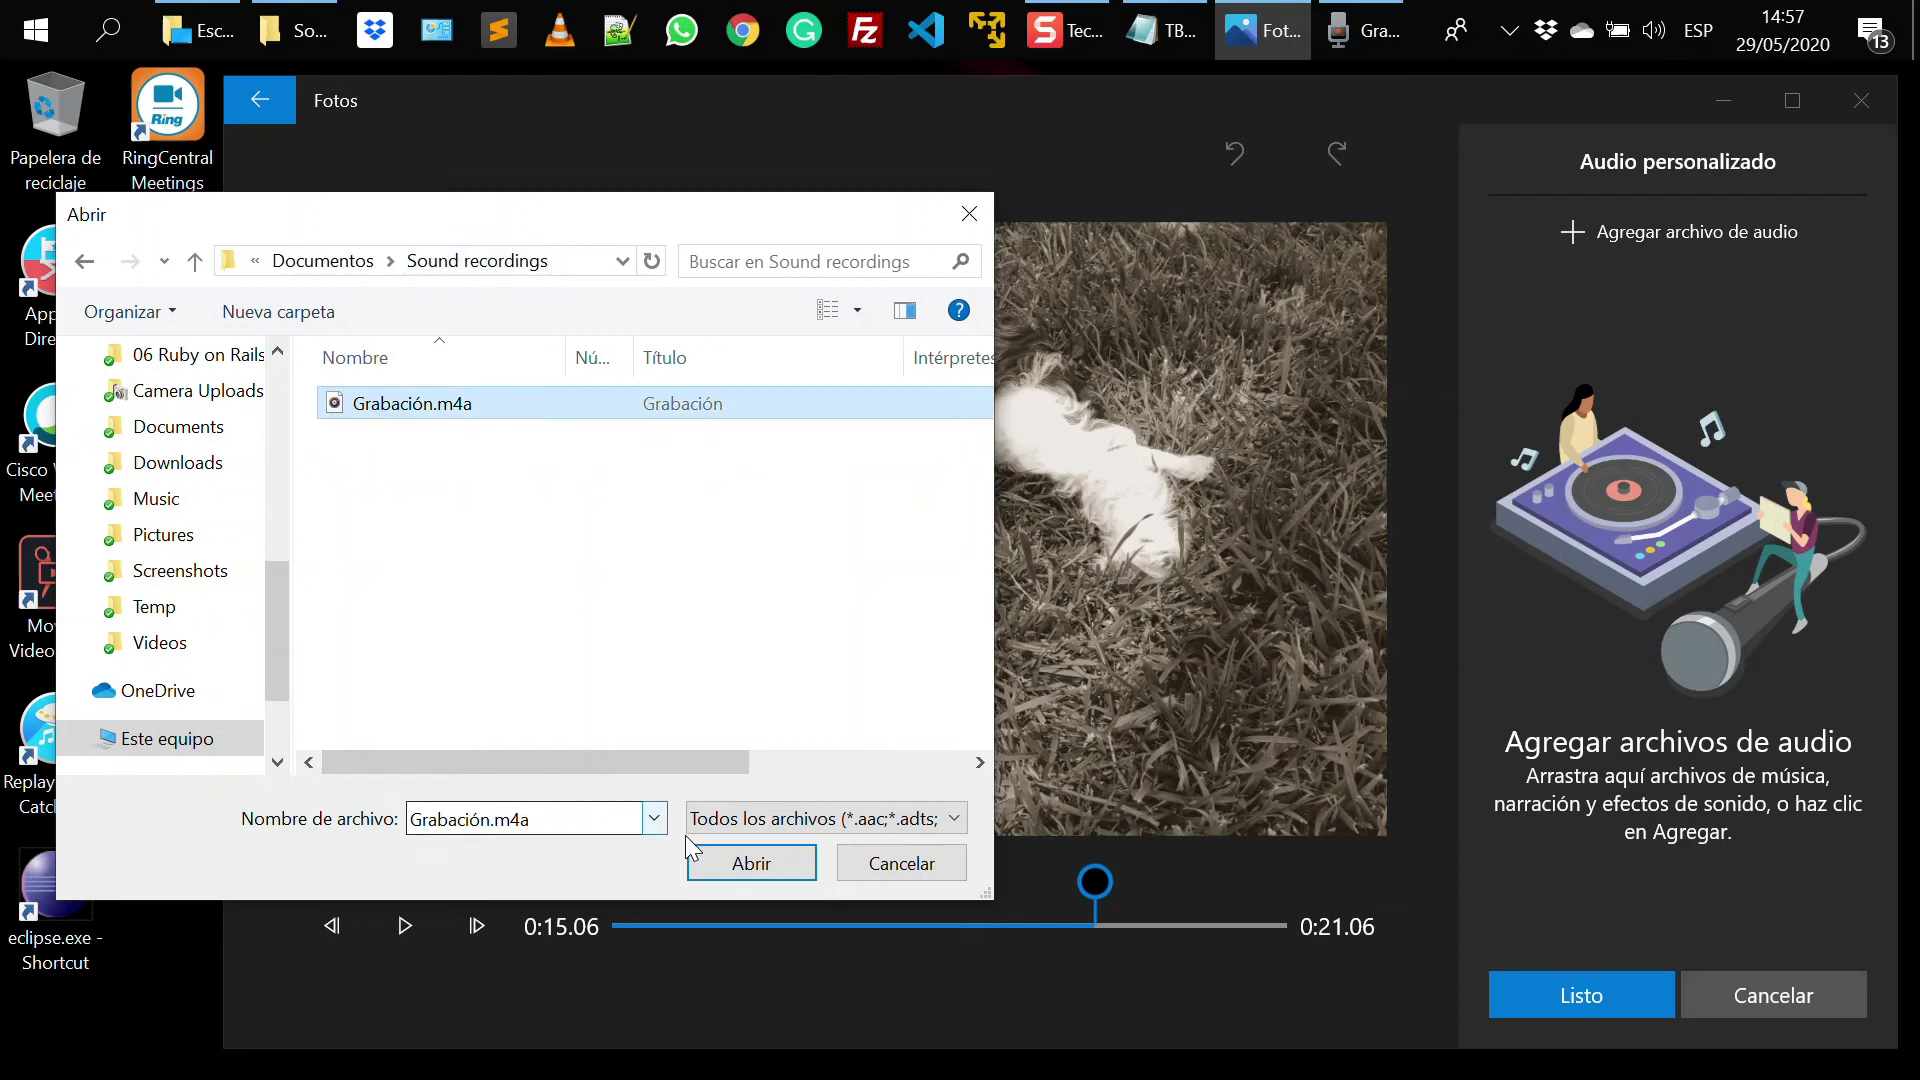 Esc...
So...
Tec...
TB...
Fot...
Gra...
ESP
14:57
29/05/2020
13
Papelera de
reciclaje
Ring
RingCentral
Meetings
Fotos
Audio personalizado
Agregar archivo de audio
Abrir
« Documentos > Sound recordings
Buscar en Sound recordings
Organizar
Nueva carpeta
06 Ruby on Rails
Camera Uploads
Documents
Downloads
Music
Pictures
Screenshots
Temp
Videos
OneDrive
Este equipo
Nombre
Nú...
Título
Intérpretes
Grabación.m4a
Grabación
Nombre de archivo:
Grabación.m4a
Todos los archivos (*.aac;*.adts;
Abrir
Cancelar
App
Dire
Cisco
Meet
Mov
Video
Replay
Catc
eclipse.exe -
Shortcut
0:15.06
0:21.06
Agregar archivos de audio
Arrastra aquí archivos de música,
narración y efectos de sonido, o haz clic
en Agregar.
Listo
Cancelar